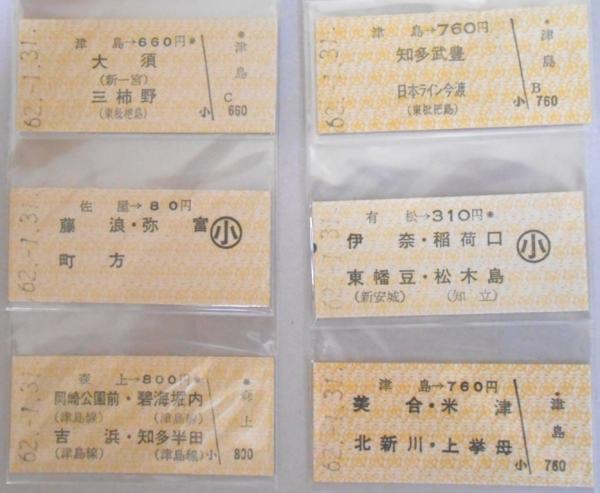 62.-1.31.
津島→660円
大須
(新一宮)
三柿野
(東枇杷島)
津島
C
小 660
62.-1.31.
津島→760円
知多武豊
日本ライン今渡
(東枇杷島)
津島
B
小 760
62.-1.31.
佐屋→80円
藤浪・弥富
町方
小
62.-1.31.
有松→310円
伊奈・稲荷口
東幡豆・松木島
(新安城) (知立)
小
62.-1.31.
森上→800円
岡崎公園前・碧海堀内
(津島線) (津島線)
吉浜・知多半田
(津島線) (津島線)
森上
小 800
62.-1.31.
津島→760円
美合・米津
北新川・上挙母
津島
小 760